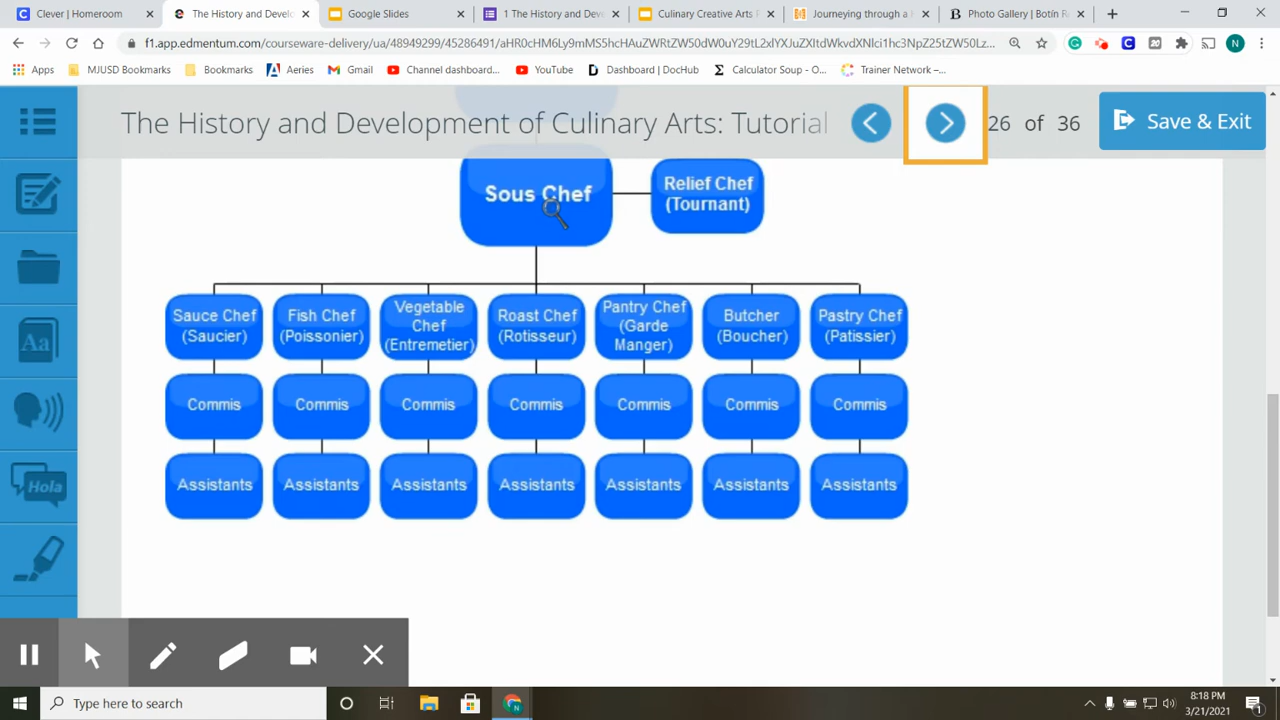 Clever | Homeroom
The History and Develo
Google Slides
1 The History and Dev
Culinary Creative Arts
Journeying through a
Photo Gallery | Botín R
f1.app.edmentum.com/courseware-delivery/ua/49949909/45286401/aHR0cHM6Ly9mMS5hcHAuZWRtZW50dW0uY29tL2xlYXJuZXItdWkvdXNlci1hc3NpZ25tZW50Lz...
N
Apps
MJUSD Bookmarks
Bookmarks
Aeries
Gmail
Channel dashboard...
YouTube
Dashboard | DocHub
Calculator Soup - O...
Trainer Network –...
The History and Development of Culinary Arts: Tutorial
26 of 36
Save & Exit
Sous Chef
Relief Chef
(Tournant)
Sauce Chef
(Saucier)
Fish Chef
(Poissonier)
Vegetable
Chef
(Entremetier)
Roast Chef
(Rotisseur)
Pantry Chef
(Garde
Manger)
Butcher
(Boucher)
Pastry Chef
(Patissier)
Commis
Commis
Commis
Commis
Commis
Commis
Commis
Assistants
Assistants
Assistants
Assistants
Assistants
Assistants
Assistants
Aa
Hola
Type here to search
8:18 PM
3/21/2021
1